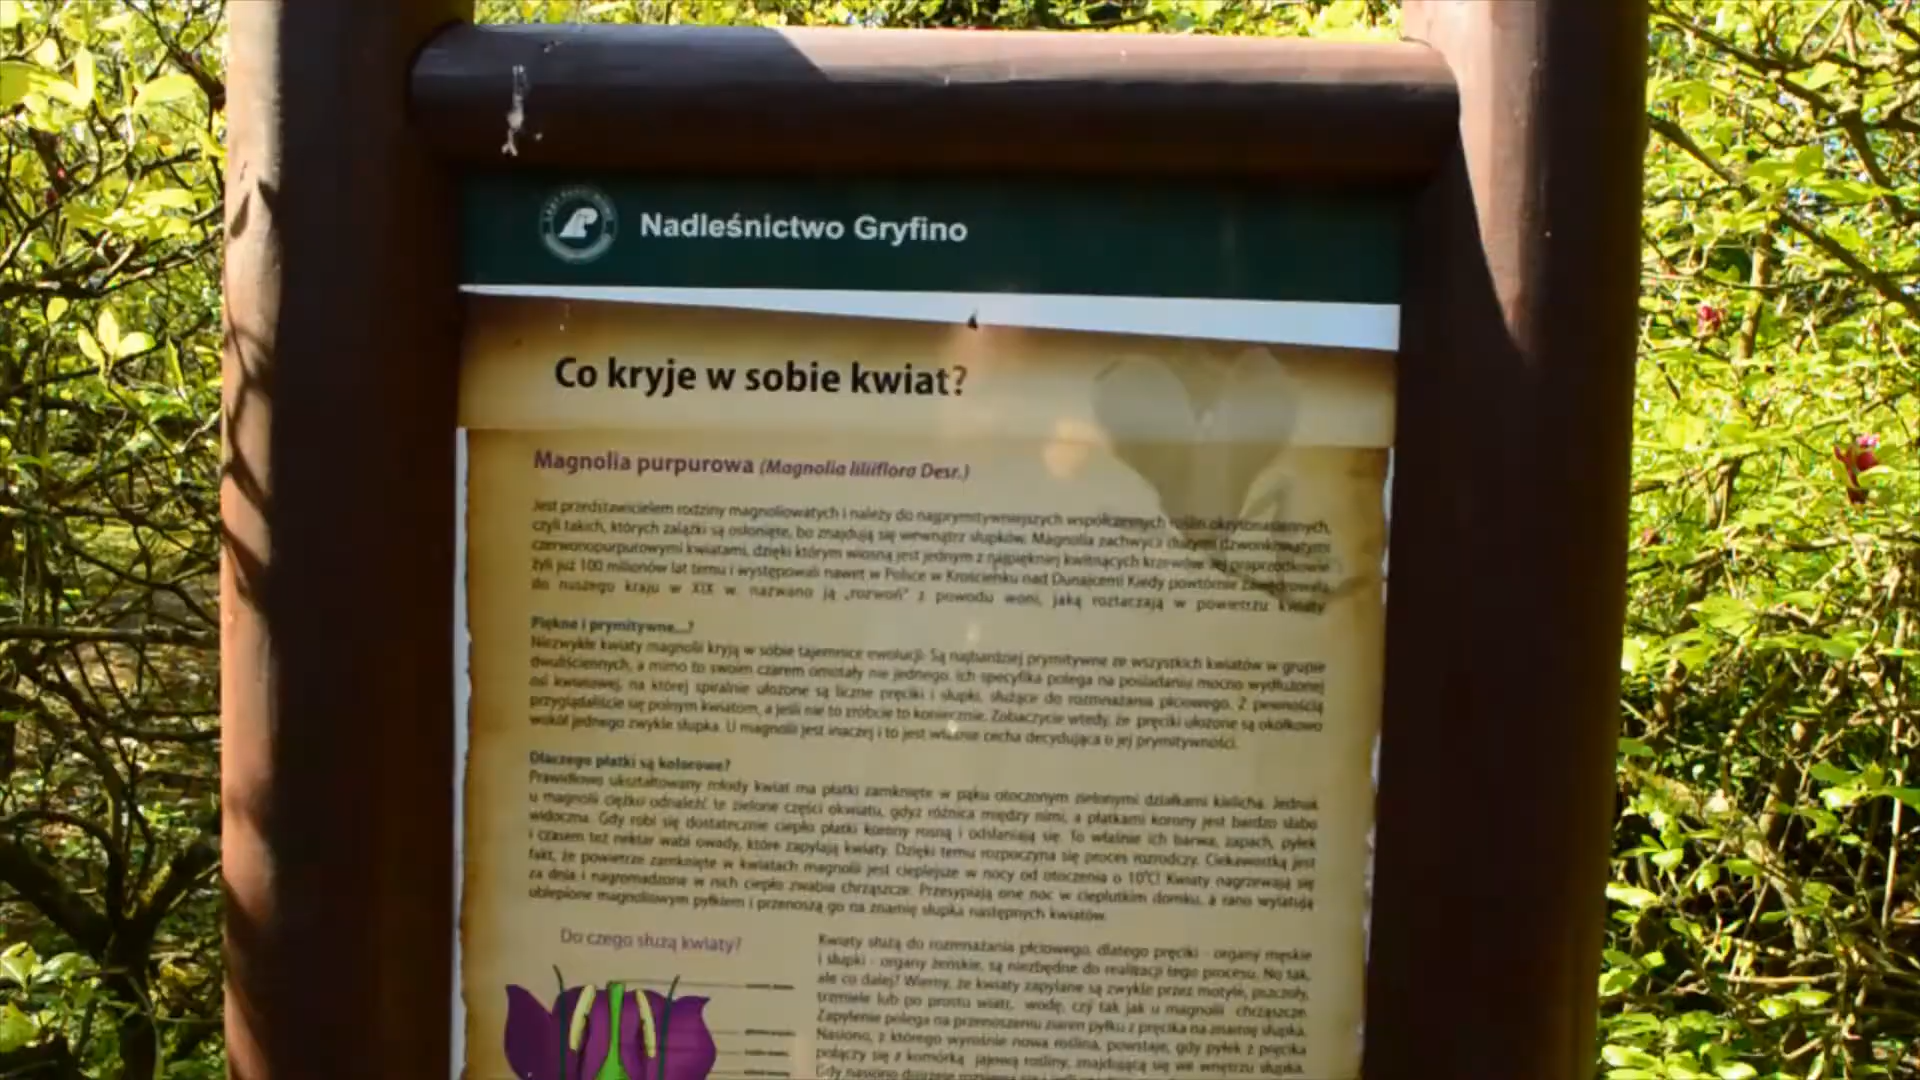 Nadleśnictwo Gryfino
Co kryje w sobie kwiat?
Magnolia purpurowa (Magnolia liliiflora Desr.)
Jest przedstawicielem rodziny magnoliowatych i należy do najprymitywniejszych współczesnych roślin okrytonasiennych,
czyli takich, których zalążki są osłonięte, bo znajdują się wewnątrz słupków. Magnolia zachwyca dużymi dzwonkowatymi
czerwonopurpurowymi kwiatami, dzięki którym wiosną jest jednym z najpiękniej kwitnących krzewów. Jej praprzodkowie
żyli już 100 milionów lat temu i występowali nawet w Polsce w Krościenku nad Dunajcem! Kiedy powtórnie zawędrowała
do naszego kraju w XIX w. nazwano ją „rozwoń" z powodu woni, jaką roztaczają w powietrzu kwiaty
Piękne i prymitywne...?
Niezwykłe kwiaty magnolii kryją w sobie tajemnice ewolucji. Są najbardziej prymitywne ze wszystkich kwiatów w grupie
dwuliściennych, a mimo to swoim czarem omotały nie jednego. Ich specyfika polega na posiadaniu mocno wydłużonej
osi kwiatowej, na której spiralnie ułożone są liczne pręciki i słupki, służące do rozmnażania płciowego. Z pewnością
przyglądaliście się polnym kwiatom, a jeśli nie to zróbcie to koniecznie. Zobaczycie wtedy, że pręciki ułożone są okółkowo
wokół jednego zwykle słupka. U magnolii jest inaczej i to jest właśnie cecha decydująca o jej prymitywności.
Dlaczego płatki są kolorowe?
Prawidłowo ukształtowany młody kwiat ma płatki zamknięte w pąku otoczonym zielonymi działkami kielicha. Jednak
u magnolii ciężko odnaleźć te zielone części okwiatu, gdyż różnica między nimi, a płatkami korony jest bardzo słabo
widoczna. Gdy robi się dostatecznie ciepło płatki korony rosną i odsłaniają się. To właśnie ich barwa, zapach, pyłek
i czasem też nektar wabi owady, które zapylają kwiaty. Dzięki temu rozpoczyna się proces rozrodczy. Ciekawostką jest
fakt, że powietrze zamknięte w kwiatach magnolii jest cieplejsze w nocy od otoczenia o 10°C! Kwiaty nagrzewają się
za dnia i nagromadzone w nich ciepło zwabia chrząszcze. Przesypiają one noc w cieplutkim domku, a rano wylatują
oblepione magnoliowym pyłkiem i przenoszą go na znamię słupka następnych kwiatów.
Do czego służą kwiaty?
Kwiaty służą do rozmnażania płciowego, dlatego pręciki - organy męskie
i słupki - organy żeńskie, są niezbędne do realizacji tego procesu. No tak,
ale co dalej? Wiemy, że kwiaty zapylane są zwykle przez motyle, pszczoły,
trzmiele lub po prostu wiatr, wodę, czy tak jak u magnolii chrząszcze.
Zapylenie polega na przenoszeniu ziaren pyłku z pręcika na znamię słupka.
Nasiono, z którego wyrośnie nowa roślina, powstaje, gdy pyłek z pręcika
połączy się z komórką jajową rośliny, znajdującą się we wnętrzu słupka.
Gdy nasiono dojrzeje